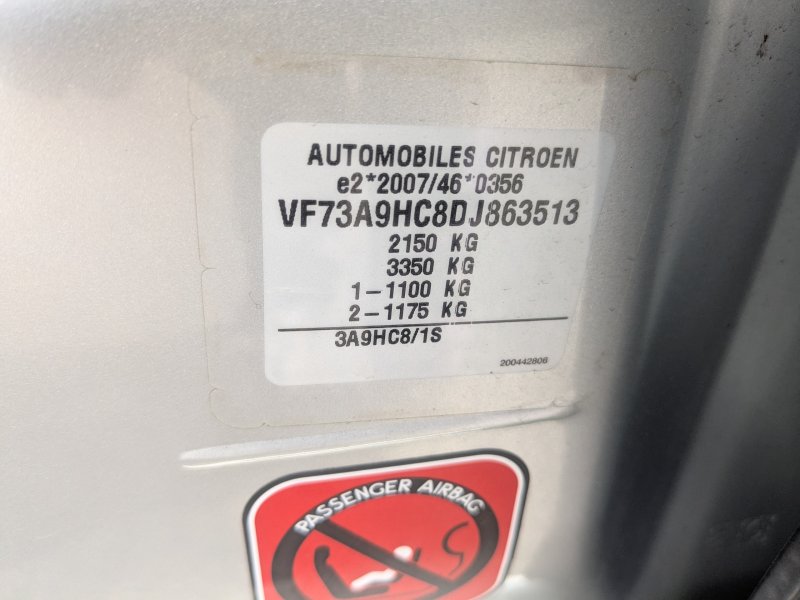 AUTOMOBILES CITROEN
e2*2007/46*0356
VF73A9HC8DJ863513
2150 KG
3350 KG
1-1100 KG
2-1175 KG
3A9HC8/1S
200442806
PASSENGER AIRBAG